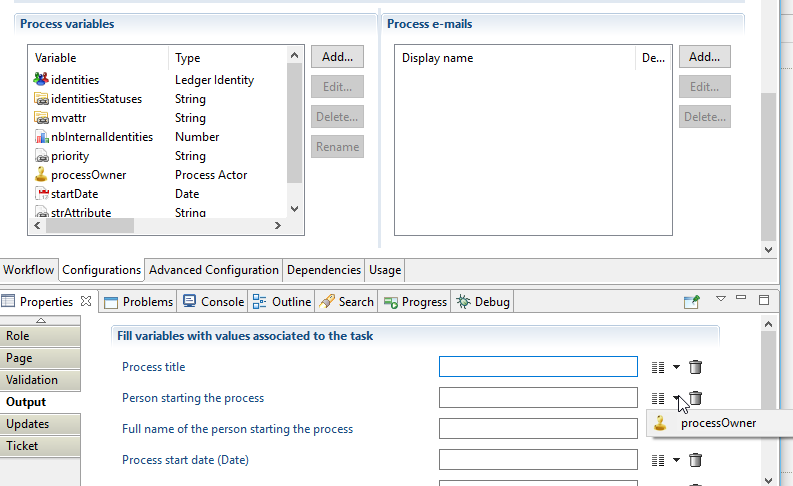 Process variables
Process e-mails
Variable Type
identities Ledger Identity
identitiesStatuses String
mvattr String
nbInternalIdentities Number
priority String
processOwner Process Actor
startDate Date
strAttribute String
Add...
Edit...
Delete...
Rename
Display name De...
Add...
Edit...
Delete...
Workflow Configurations Advanced Configuration Dependencies Usage
Properties Problems Console Outline Search Progress Debug
Role
Page
Validation
Output
Updates
Ticket
Fill variables with values associated to the task
Process title
Person starting the process
processOwner
Full name of the person starting the process
Process start date (Date)